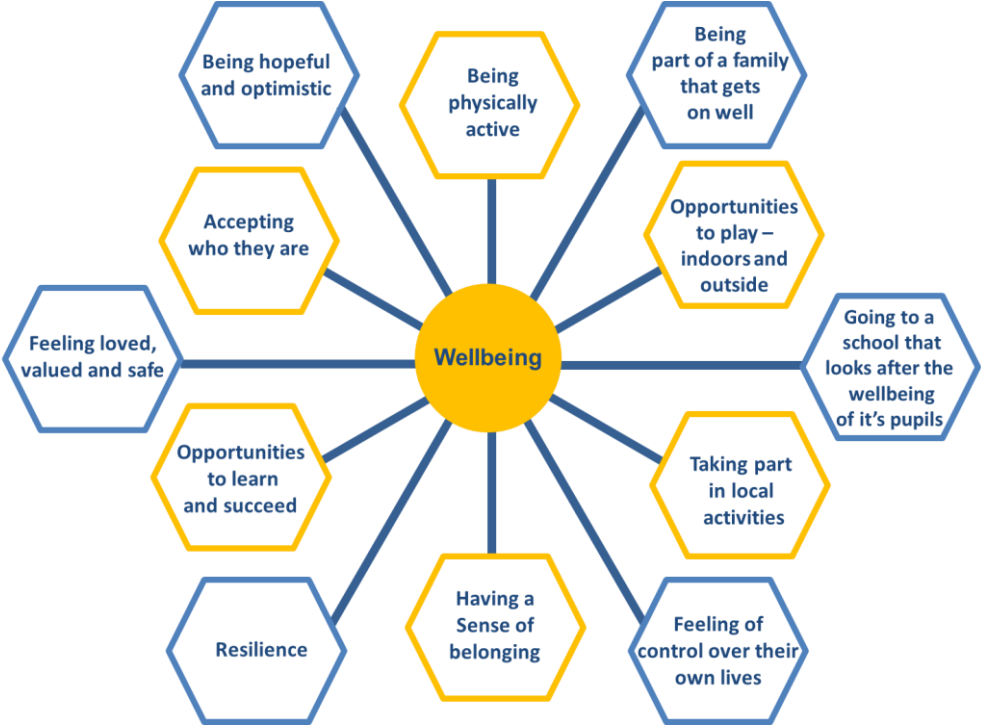 Being hopeful
and optimistic
Being
physically
active
Being
part of a family
that gets
on well
Accepting
who they are
Opportunities
to play –
indoors and
outside
Feeling loved,
valued and safe
Wellbeing
Going to a
school that
looks after the
wellbeing
of it's pupils
Opportunities
to learn
and succeed
Taking part
in local
activities
Resilience
Having a
Sense of
belonging
Feeling of
control over their
own lives